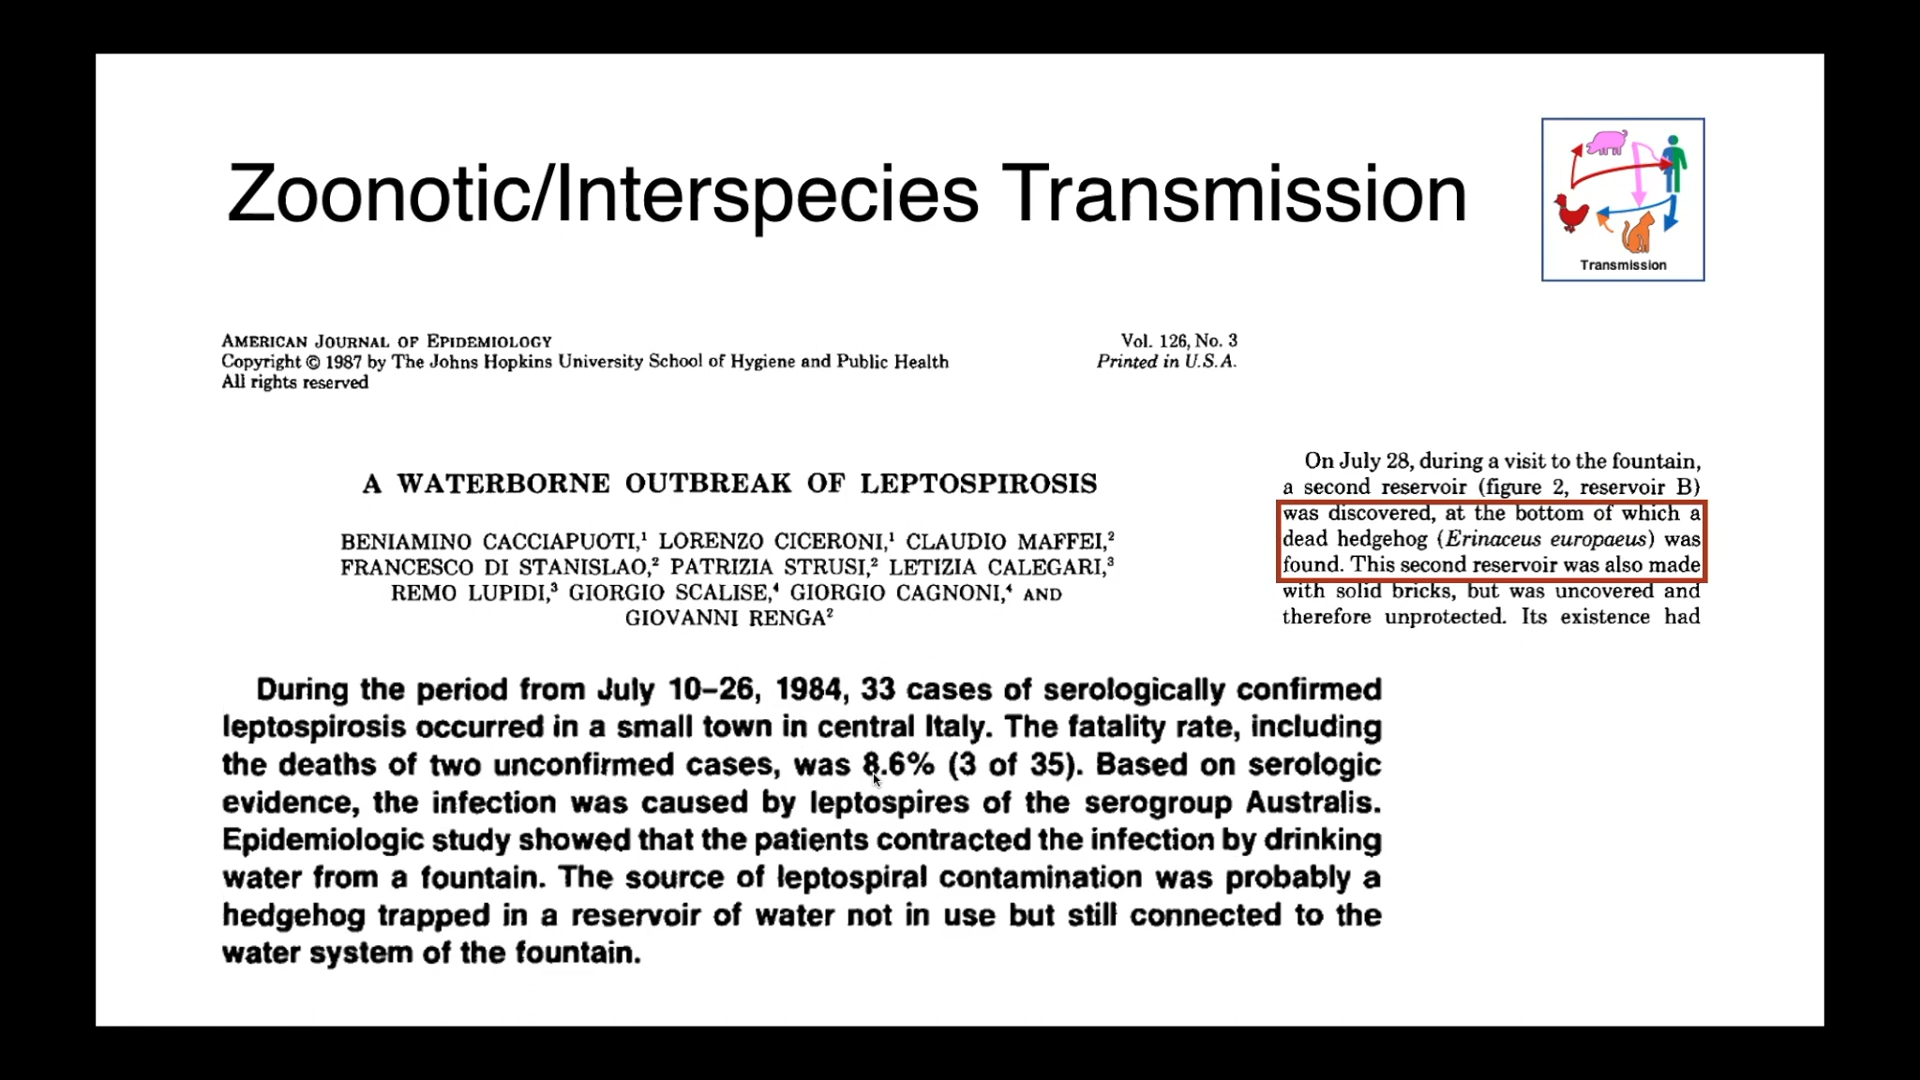 Zoonotic/Interspecies Transmission
Transmission
AMERICAN JOURNAL OF EPIDEMIOLOGY
Copyright © 1987 by The Johns Hopkins University School of Hygiene and Public Health
All rights reserved
Vol. 126, No. 3
Printed in U.S.A.
A WATERBORNE OUTBREAK OF LEPTOSPIROSIS
BENIAMINO CACCIAPUOTI,¹ LORENZO CICERONI,¹ CLAUDIO MAFFEI,²
FRANCESCO DI STANISLAO,² PATRIZIA STRUSI,² LETIZIA CALEGARI,³
REMO LUPIDI,³ GIORGIO SCALISE,⁴ GIORGIO CAGNONI,⁴ AND
GIOVANNI RENGA²
On July 28, during a visit to the fountain,
a second reservoir (figure 2, reservoir B)
was discovered, at the bottom of which a
dead hedgehog (Erinaceus europaeus) was
found. This second reservoir was also made
with solid bricks, but was uncovered and
therefore unprotected. Its existence had
During the period from July 10–26, 1984, 33 cases of serologically confirmed
leptospirosis occurred in a small town in central Italy. The fatality rate, including
the deaths of two unconfirmed cases, was 8.6% (3 of 35). Based on serologic
evidence, the infection was caused by leptospires of the serogroup Australis.
Epidemiologic study showed that the patients contracted the infection by drinking
water from a fountain. The source of leptospiral contamination was probably a
hedgehog trapped in a reservoir of water not in use but still connected to the
water system of the fountain.